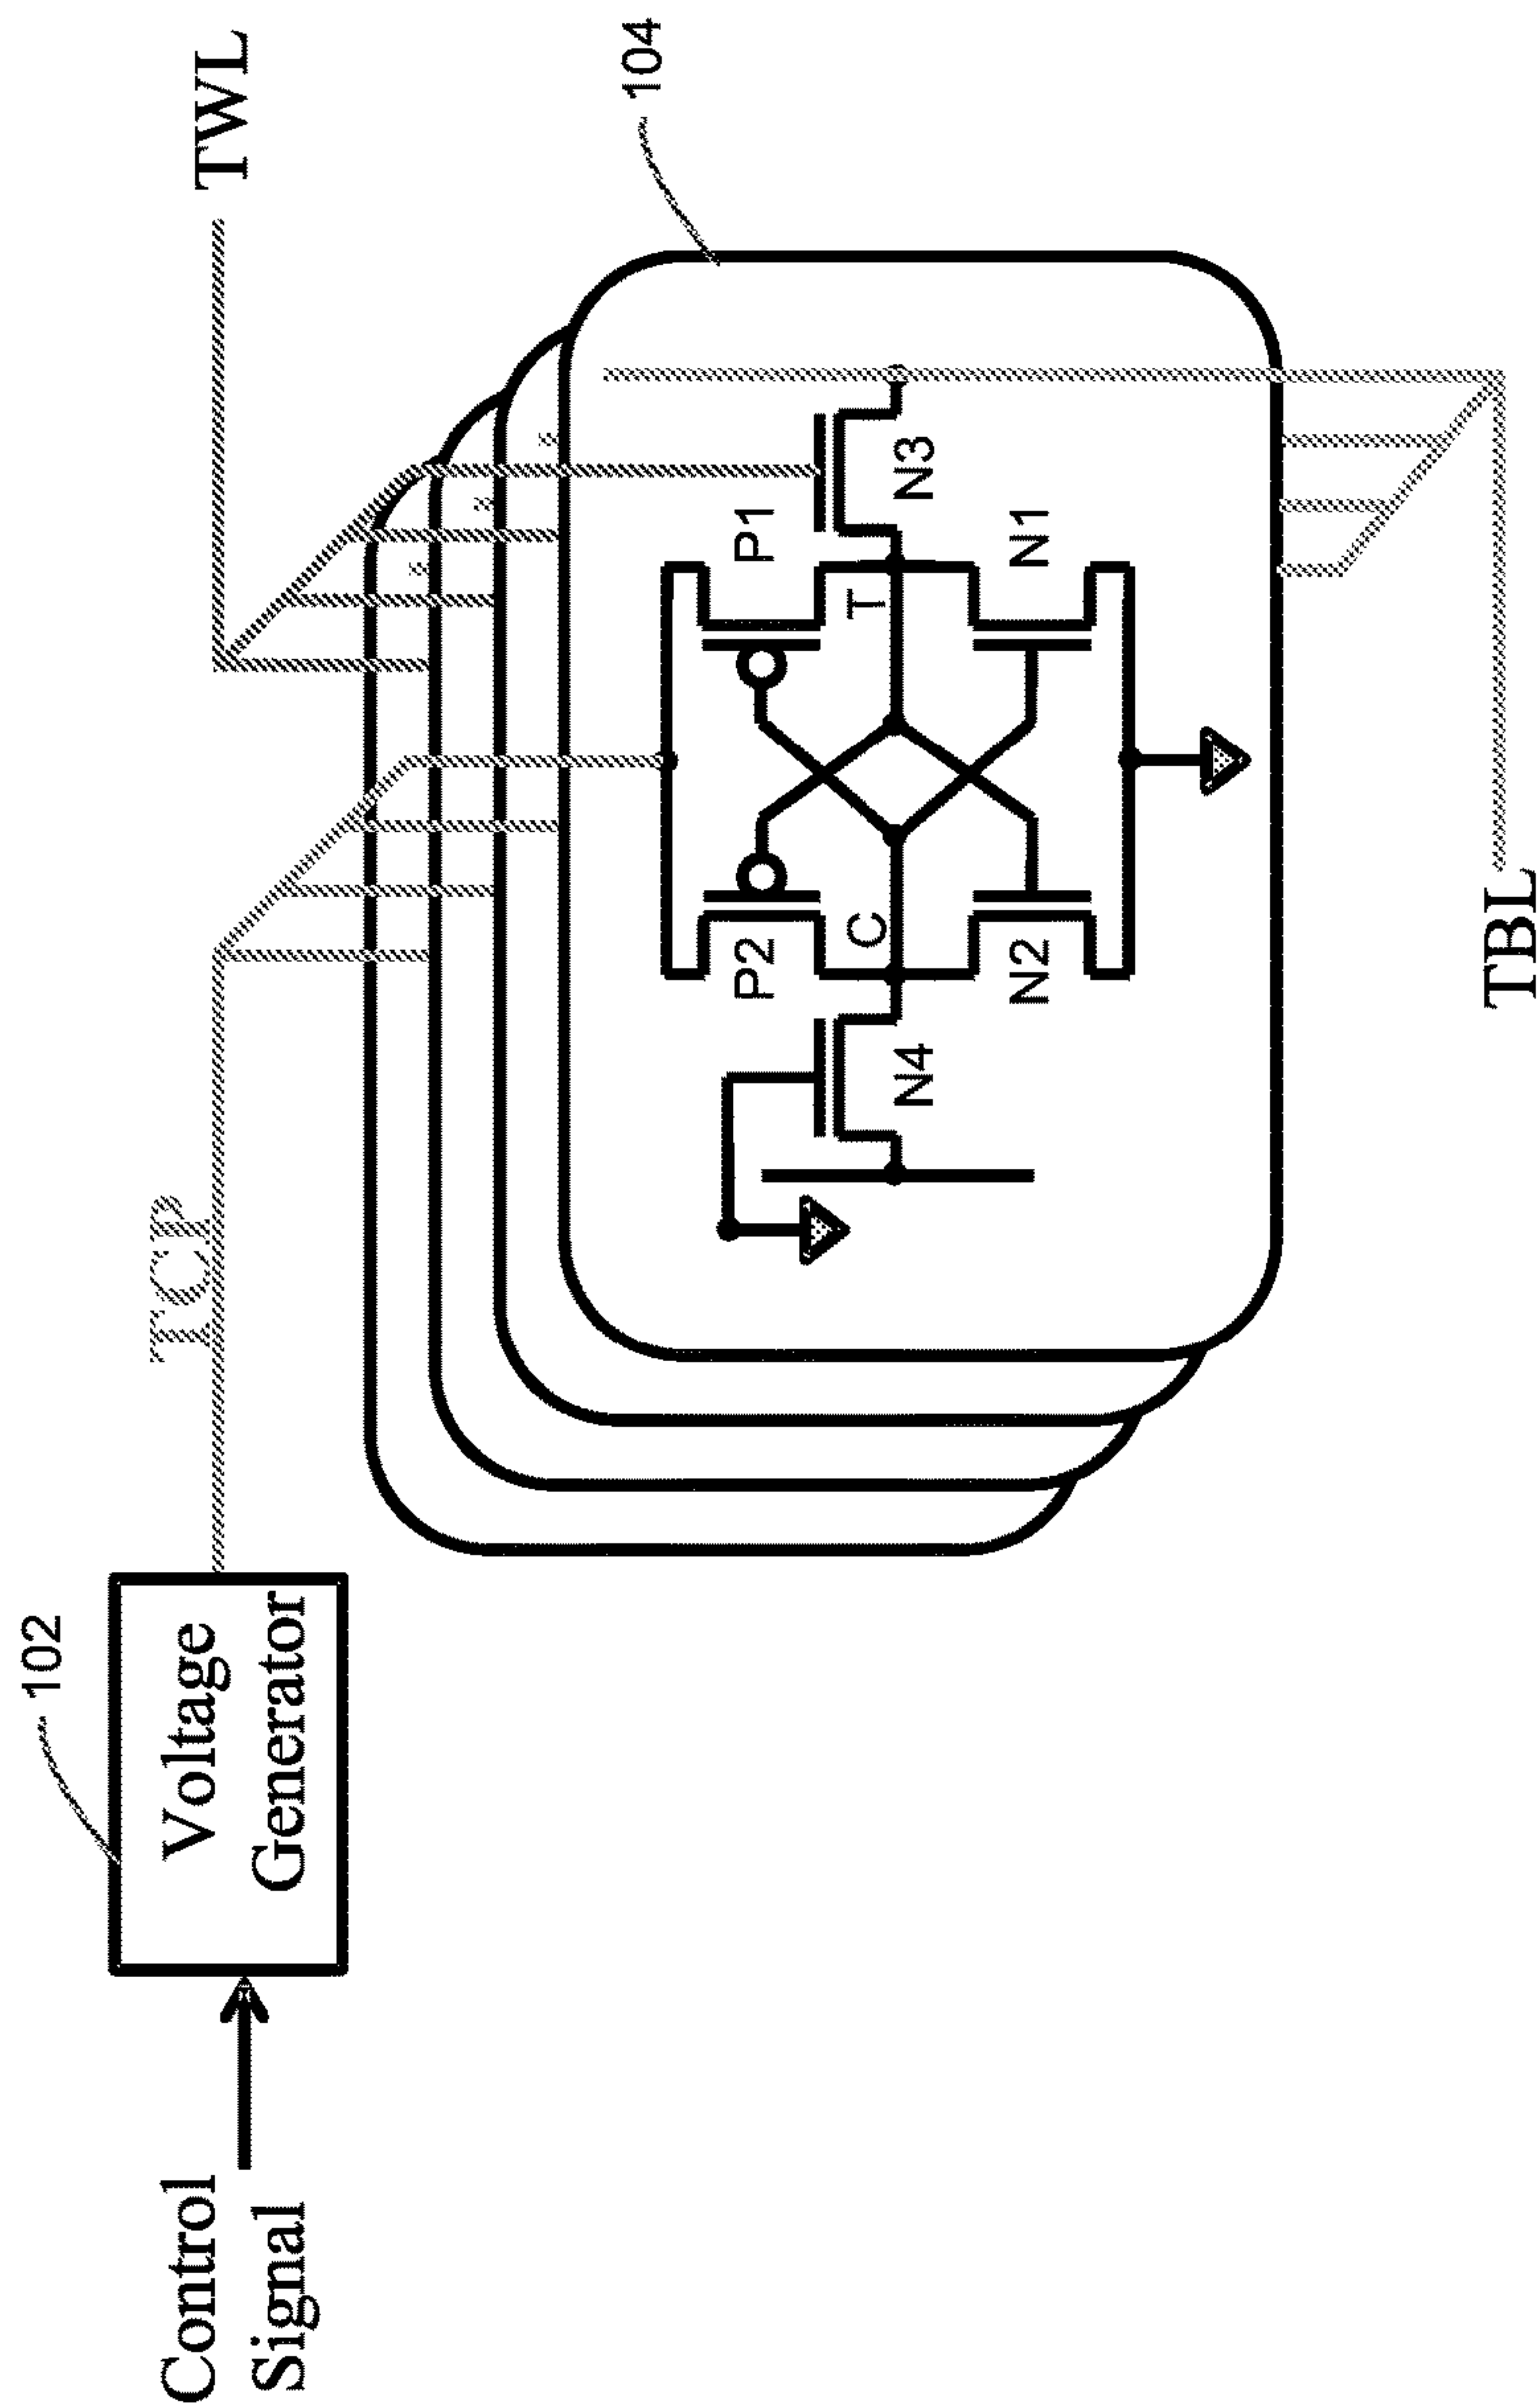 Control
Signal
102
Voltage
Generator
TCP
TWL
104
P2
P1
C
T
N4
N3
N2
N1
TBL